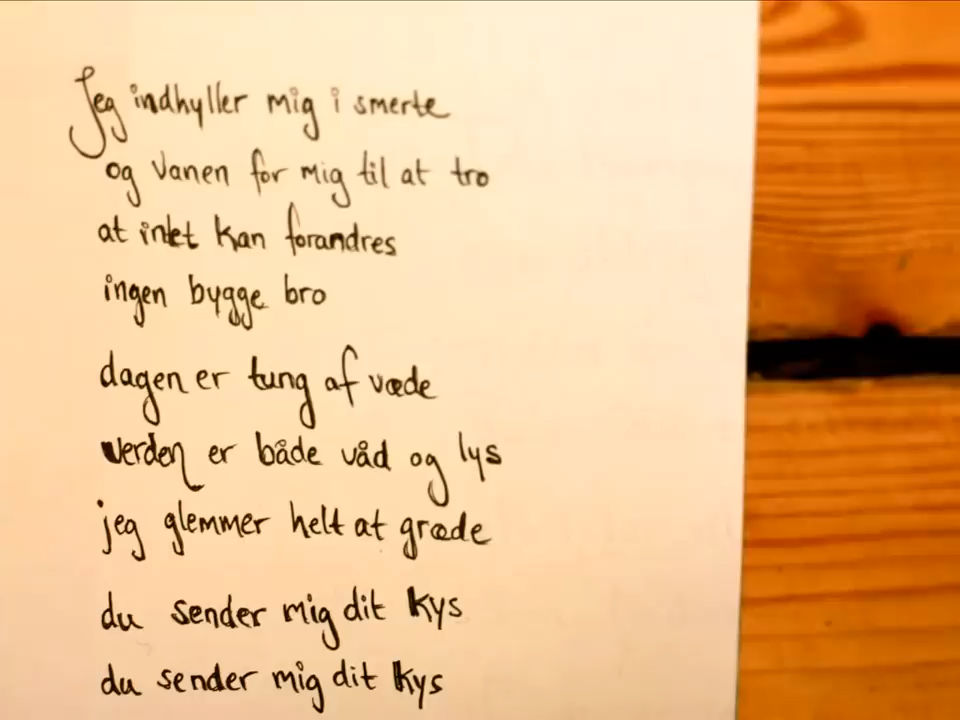 Jeg indhyller mig i smerte
og vanen for mig til at tro
at intet kan forandres
ingen bygge bro
dagen er tung af væde
verden er både våd og lys
jeg glemmer helt at græde
du sender mig dit kys
du sender mig dit kys